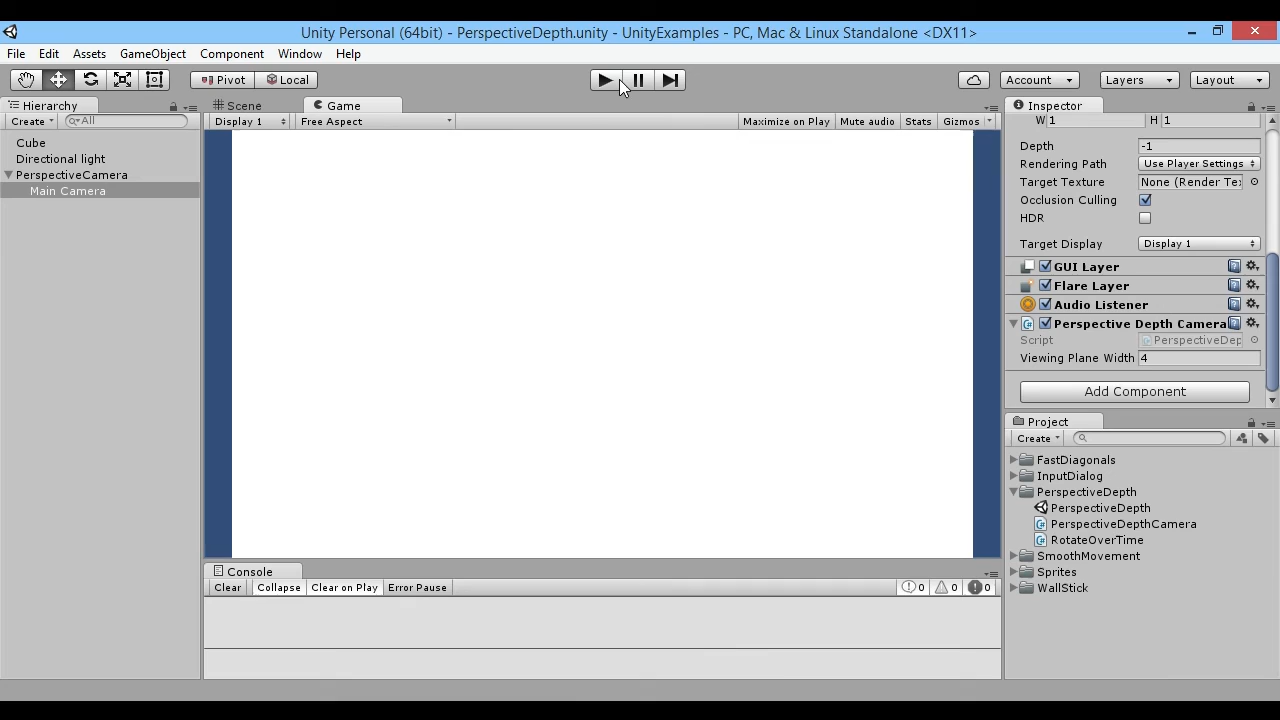 Unity Personal (64bit) - PerspectiveDepth.unity - UnityExamples - PC, Mac & Linux Standalone <DX11>
File Edit Assets GameObject Component Window Help
Pivot Local Account Layers Layout
Hierarchy Scene Game Inspector
Create All Display 1 Free Aspect Maximize on Play Mute audio Stats Gizmos W 1 H 1
Cube
Directional light
PerspectiveCamera
Main Camera
Depth -1
Rendering Path Use Player Settings
Target Texture None (Render Te
Occlusion Culling
HDR
Target Display Display 1
GUI Layer
Flare Layer
Audio Listener
Perspective Depth Camera
Script PerspectiveDep
Viewing Plane Width 4
Add Component
Project
Create
FastDiagonals
InputDialog
PerspectiveDepth
PerspectiveDepth
PerspectiveDepthCamera
RotateOverTime
SmoothMovement
Sprites
WallStick
Console
Clear Collapse Clear on Play Error Pause 0 0 0